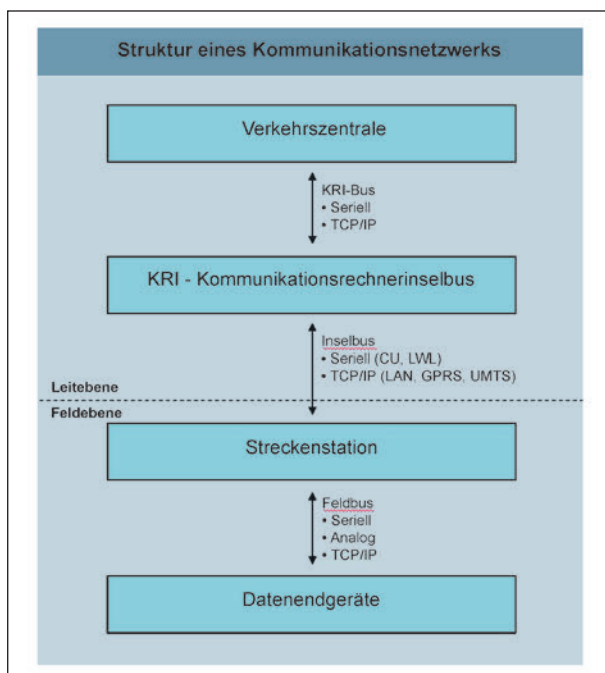 Struktur eines Kommunikationsnetzwerks
Verkehrszentrale
KRI-Bus
• Seriell
• TCP/IP
KRI - Kommunikationsrechnerinselbus
Inselbus
• Seriell (CU, LWL)
• TCP/IP (LAN, GPRS, UMTS)
Leitebene
Feldebene
Streckenstation
Feldbus
• Seriell
• Analog
• TCP/IP
Datenendgeräte